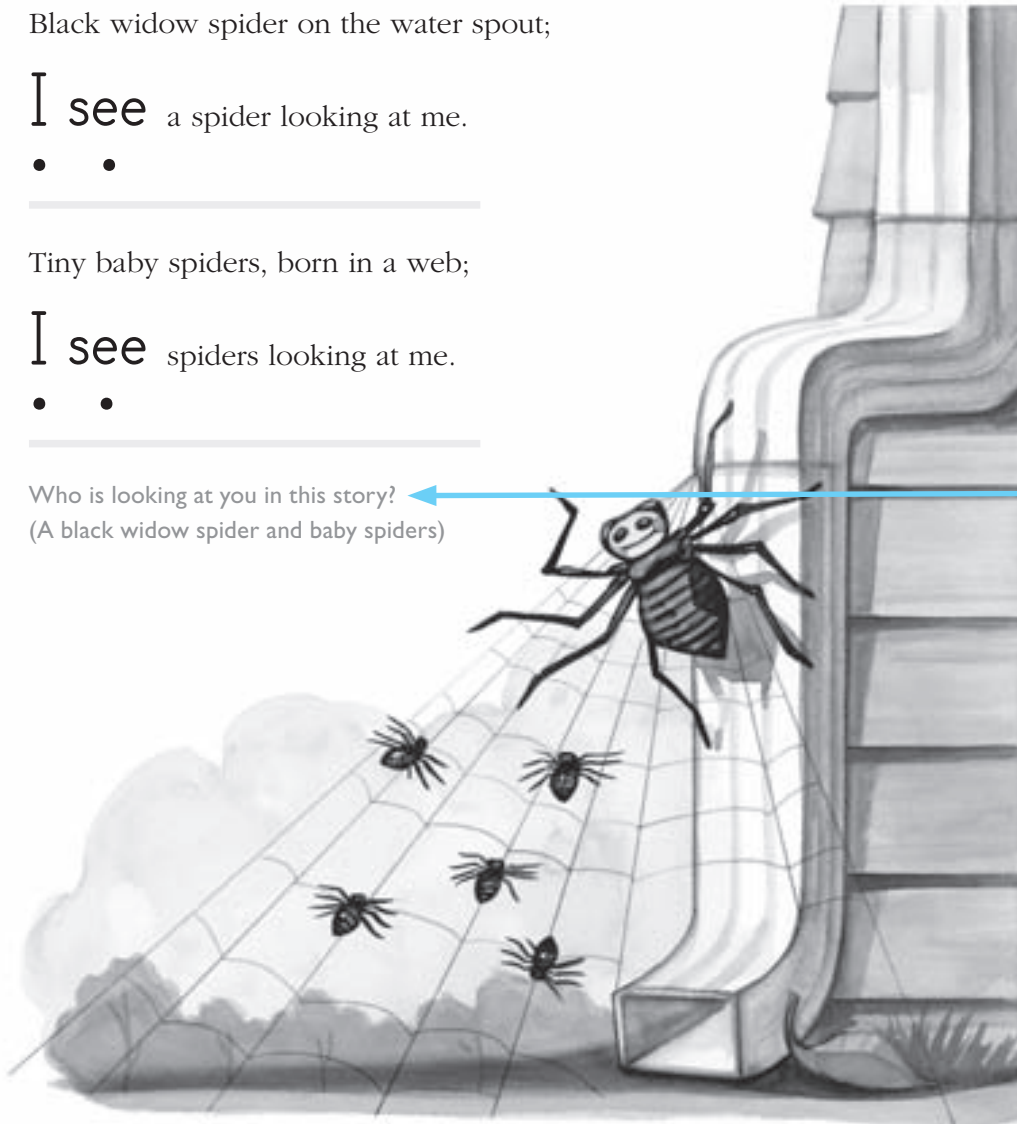 Black widow spider on the water spout;
I see a spider looking at me.
Tiny baby spiders, born in a web;
I see spiders looking at me.
Who is looking at you in this story?
(A black widow spider and baby spiders)